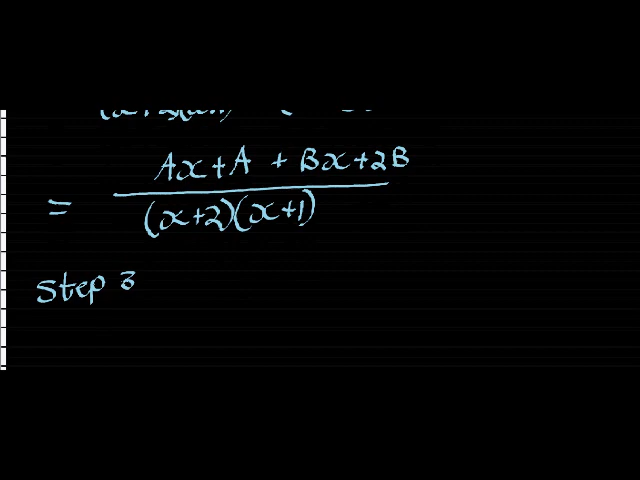 Ax+A + Bx+2B
= (x+2)(x+1)
Step 3